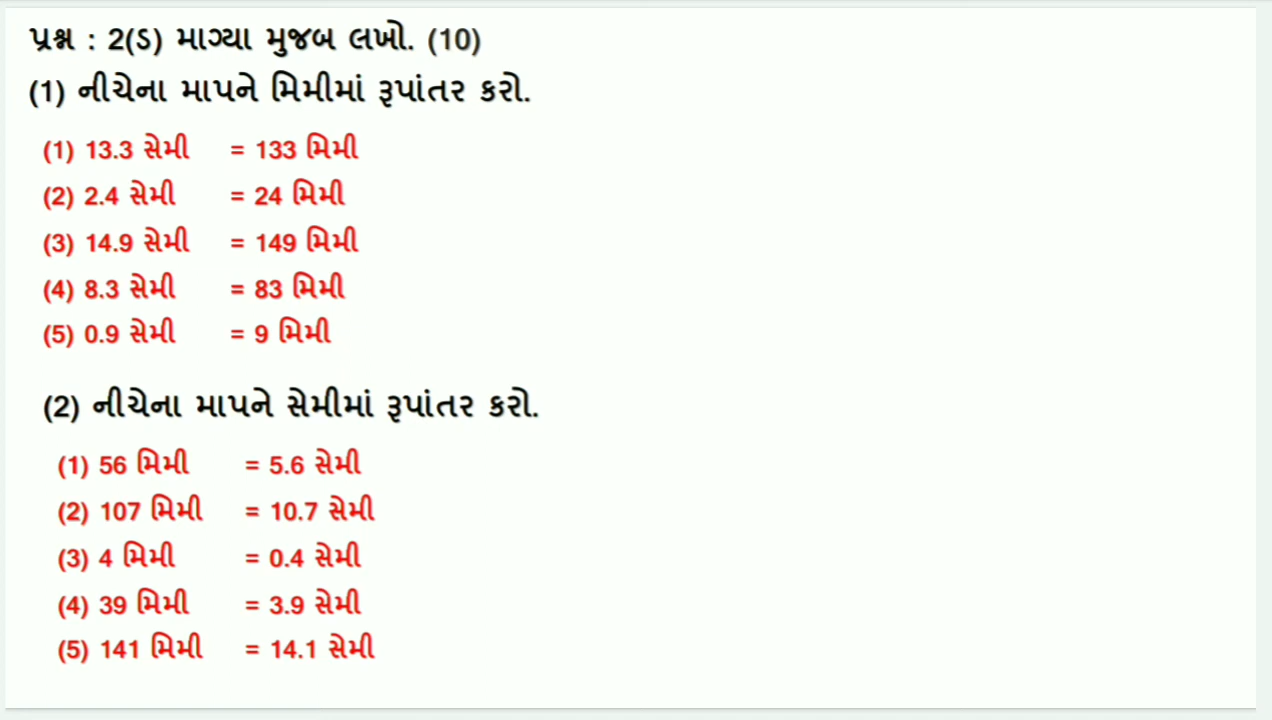 પ્રશ્ન : 2(ડ) માગ્યા મુજબ લખો. (10)
(1) નીચેના માપને મિમીમાં રૂપાંતર કરો.
(1) 13.3 સેમી = 133 મિમી
(2) 2.4 સેમી = 24 મિમી
(3) 14.9 સેમી = 149 મિમી
(4) 8.3 સેમી = 83 મિમી
(5) 0.9 સેમી = 9 મિમી
(2) નીચેના માપને સેમીમાં રૂપાંતર કરો.
(1) 56 મિમી = 5.6 સેમી
(2) 107 મિમી = 10.7 સેમી
(3) 4 મિમી = 0.4 સેમી
(4) 39 મિમી = 3.9 સેમી
(5) 141 મિમી = 14.1 સેમી